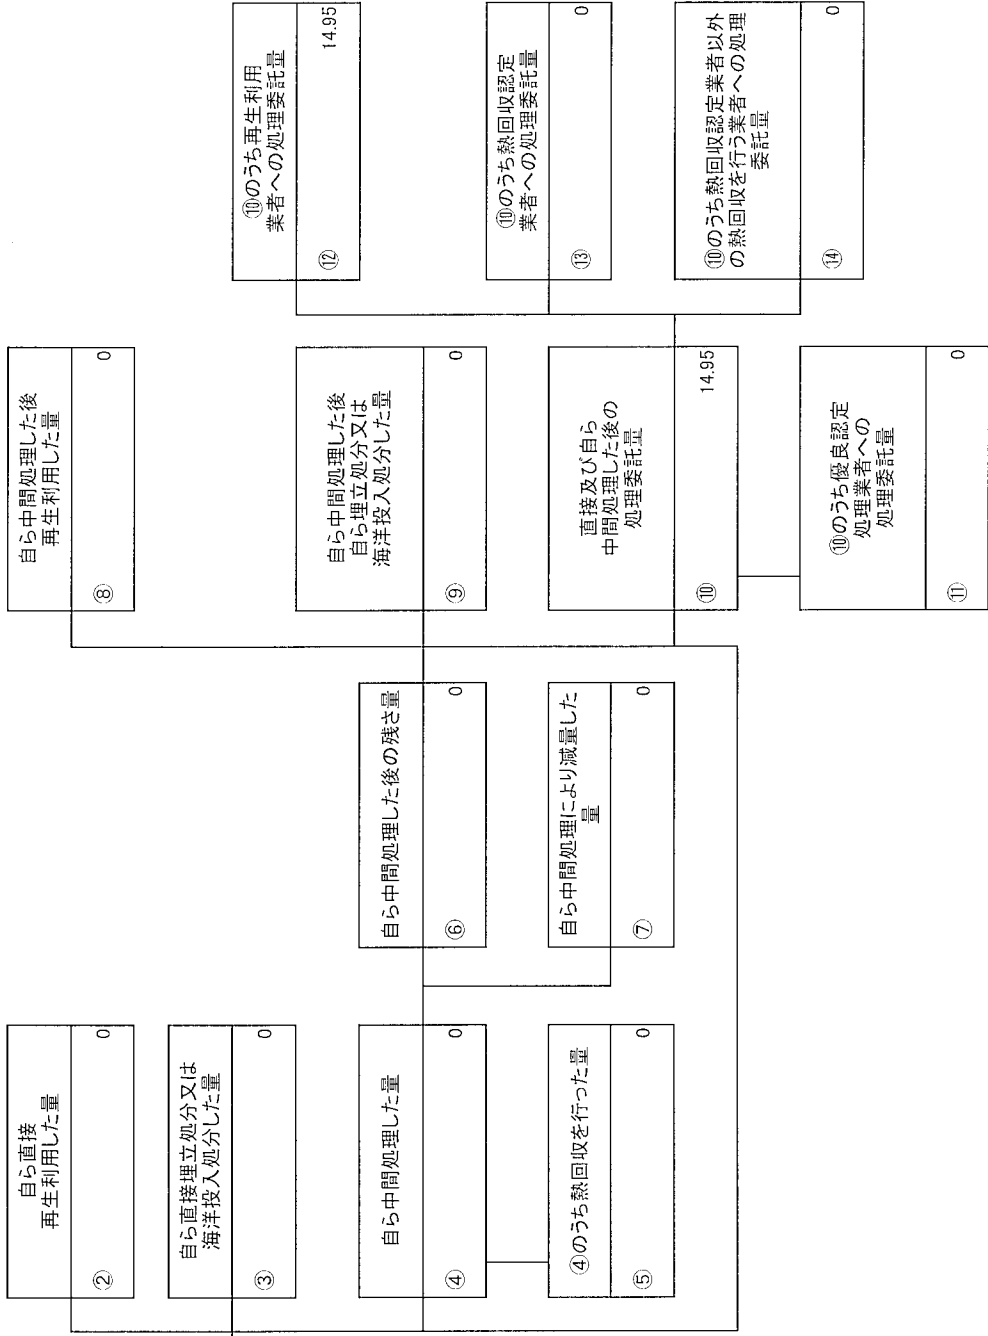 自ら直接
再生利用した量
②
0
自ら直接埋立処分又は
海洋投入処分した量
③
0
自ら中間処理した量
④
0
④のうち熱回収を行った量
⑤
0
自ら中間処理した後の残さ量
⑥
0
自ら中間処理により減量した
量
⑦
0
自ら中間処理した後
再生利用した量
⑧
0
自ら中間処理した後
自ら埋立処分又は
海洋投入処分した量
⑨
0
直接及び自ら
中間処理した後の
処理委託量
⑩
14.95
⑩のうち優良認定
処理業者への
処理委託量
⑪
0
⑩のうち再生利用
業者への処理委託量
⑫
14.95
⑩のうち熱回収認定
業者への処理委託量
⑬
0
⑩のうち熱回収認定業者以外
の熱回収を行う業者への処理
委託量
⑭
0